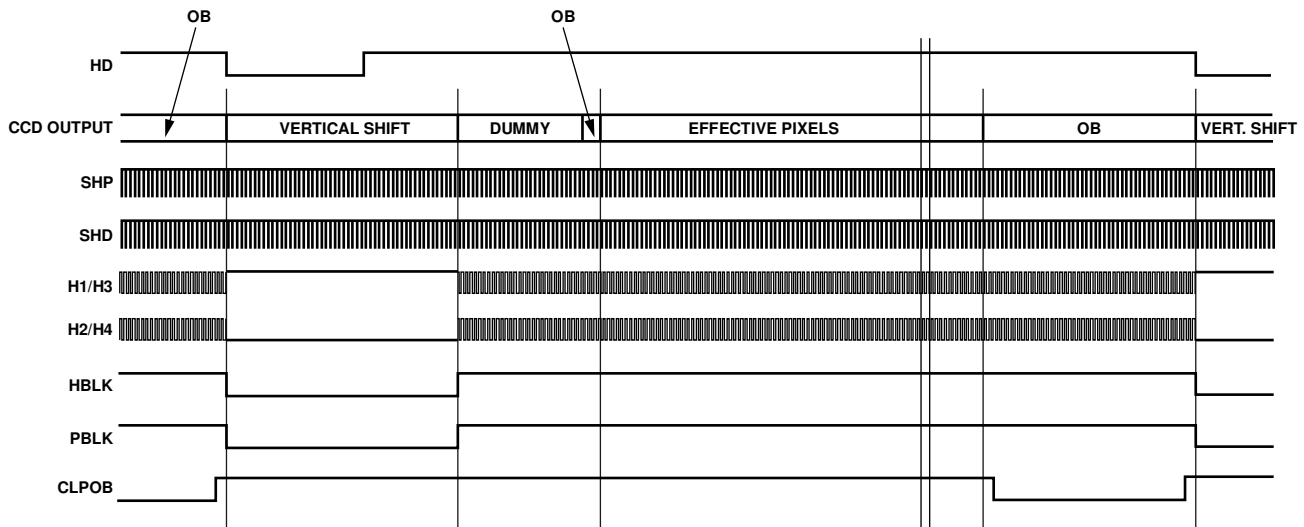 OB
OB
HD
CCD OUTPUT
VERTICAL SHIFT
DUMMY
EFFECTIVE PIXELS
OB
VERT. SHIFT
SHP
SHD
H1/H3
H2/H4
HBLK
PBLK
CLPOB